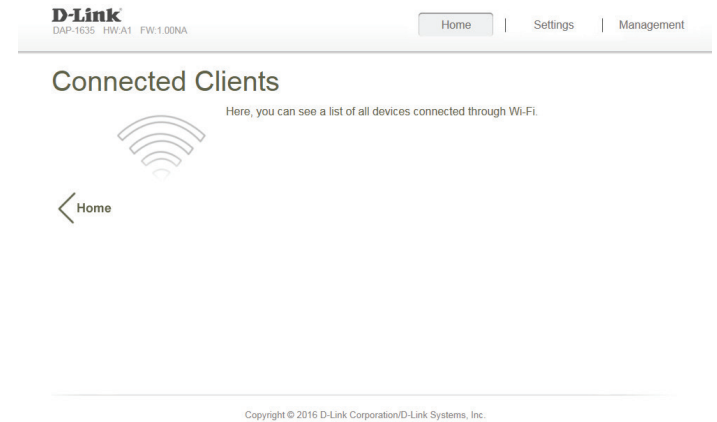 D-Link
DAP-1635 HW:A1 FW:1.00NA
Home | Settings | Management
Connected Clients
Here, you can see a list of all devices connected through Wi-Fi.
Home
Copyright © 2016 D-Link Corporation/D-Link Systems, Inc.